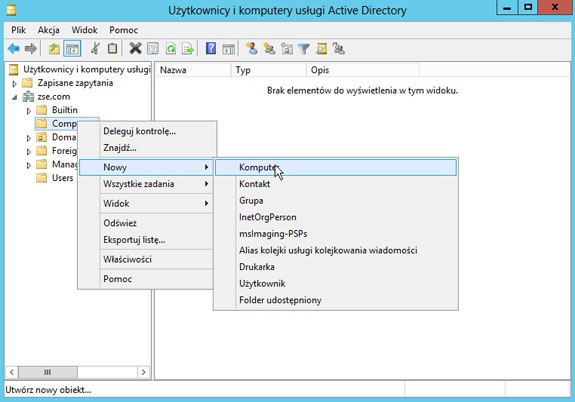 Użytkownicy i komputery usługi Active Directory
Plik Akcja Widok Pomoc
Użytkownicy i komputery usługi
Zapisane zapytania
zse.com
Builtin
Comp
Doma
Foreig
Manag
Users
Nazwa Typ Opis
Brak elementów do wyświetlenia w tym widoku.
Deleguj kontrolę...
Znajdź...
Nowy
Wszystkie zadania
Widok
Odśwież
Eksportuj listę...
Właściwości
Pomoc
Komputer
Kontakt
Grupa
InetOrgPerson
msImaging-PSPs
Alias kolejki usługi kolejkowania wiadomości
Drukarka
Użytkownik
Folder udostępniony
Utwórz nowy obiekt...